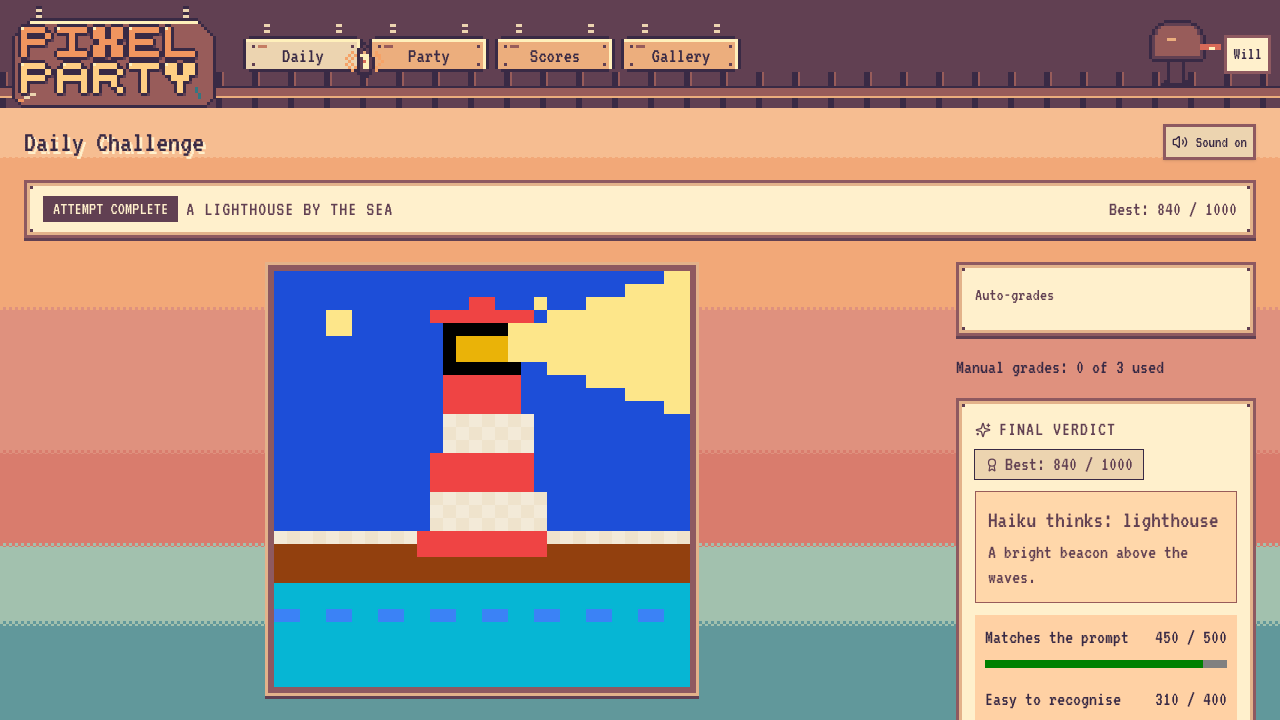 PIXEL
PARTY
Daily
Party
Scores
Gallery
Will
Daily Challenge
Sound on
ATTEMPT COMPLETE
A LIGHTHOUSE BY THE SEA
Best: 840 / 1000
Auto-grades
Manual grades: 0 of 3 used
FINAL VERDICT
Best: 840 / 1000
Haiku thinks: lighthouse
A bright beacon above the
waves.
Matches the prompt 450 / 500
Easy to recognise 310 / 400